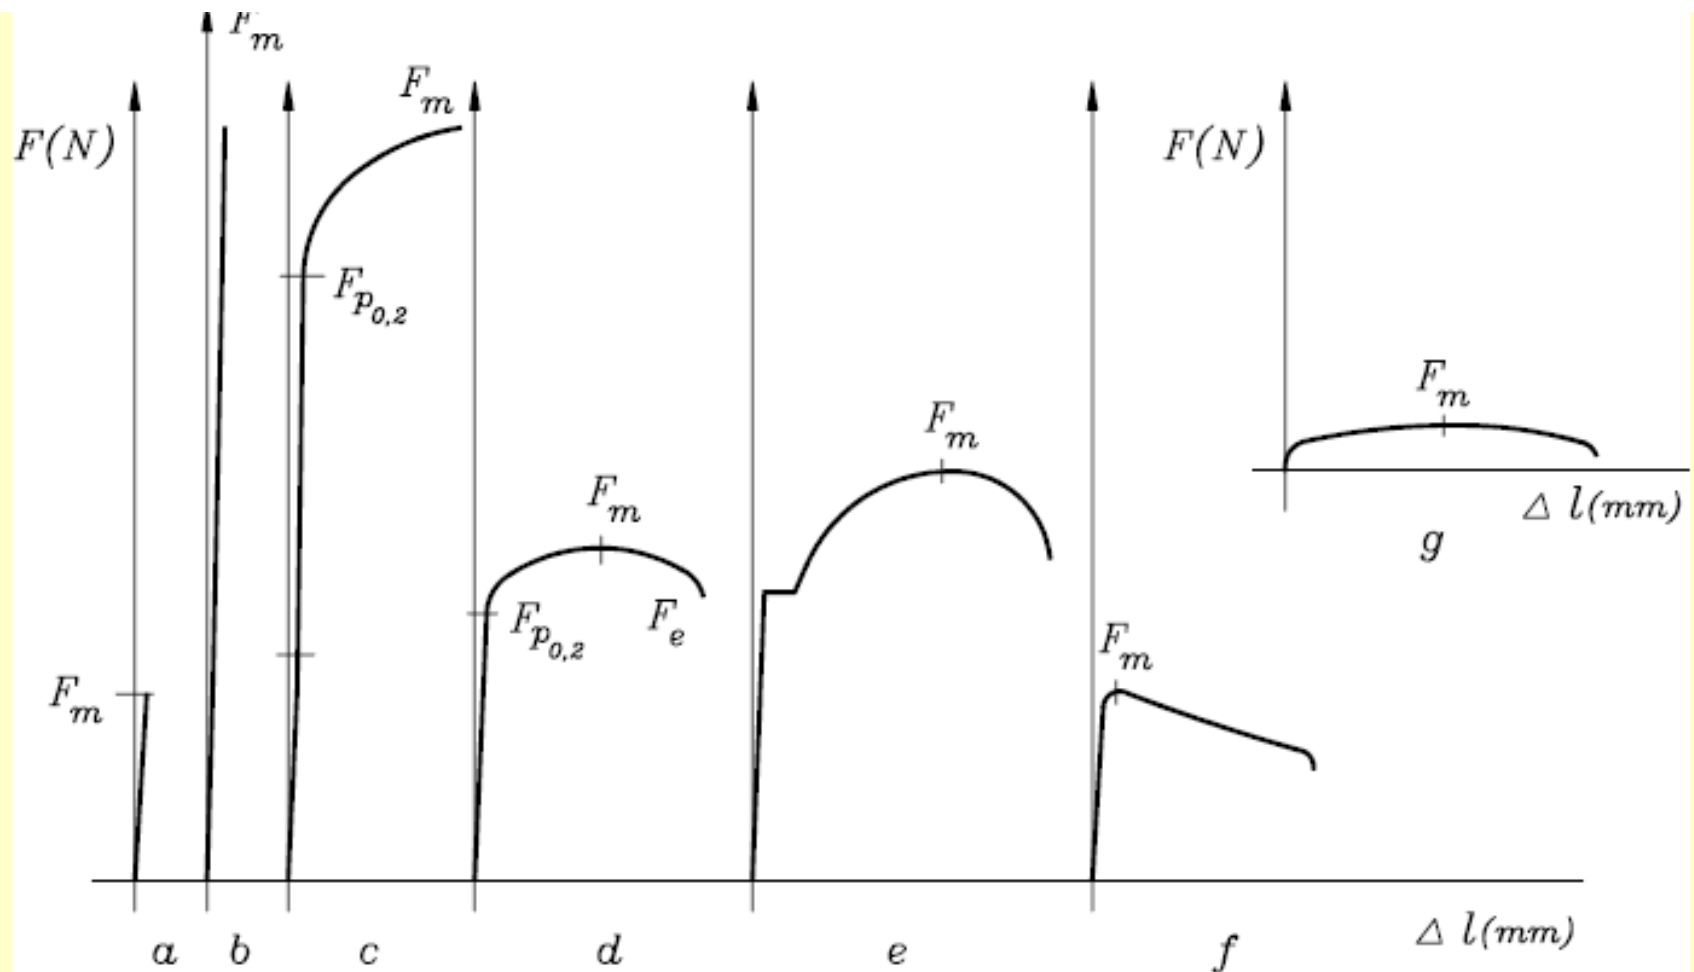 F_m
F_m
F(N)
F(N)
F_p0,2
F_m
F_m
F_m
Δ l(mm)
g
F_p0,2
F_e
F_m
F_m
Δ l(mm)
a b c d e f